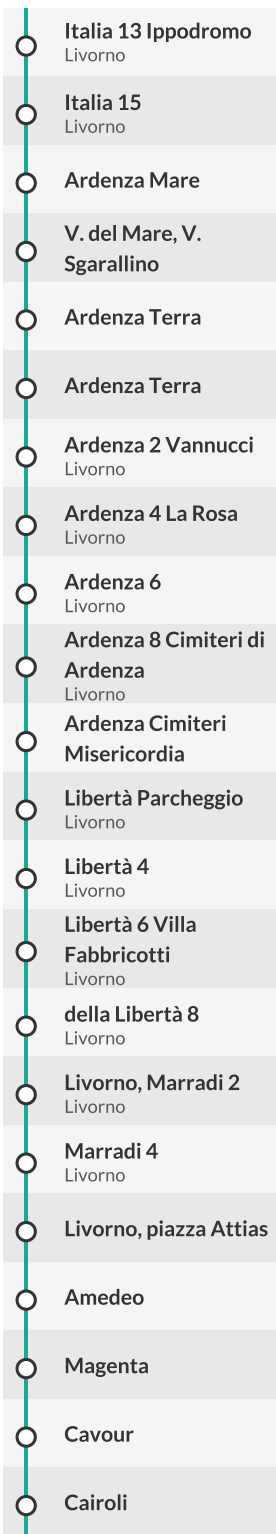 Italia 13 Ippodromo
Livorno
Italia 15
Livorno
Ardenza Mare
V. del Mare, V.
Sgarallino
Ardenza Terra
Ardenza Terra
Ardenza 2 Vannucci
Livorno
Ardenza 4 La Rosa
Livorno
Ardenza 6
Livorno
Ardenza 8 Cimiteri di
Ardenza
Livorno
Ardenza Cimiteri
Misericordia
Libertà Parcheggio
Livorno
Libertà 4
Livorno
Libertà 6 Villa
Fabbricotti
Livorno
della Libertà 8
Livorno
Livorno, Marradi 2
Livorno
Marradi 4
Livorno
Livorno, piazza Attias
Amedeo
Magenta
Cavour
Cairoli